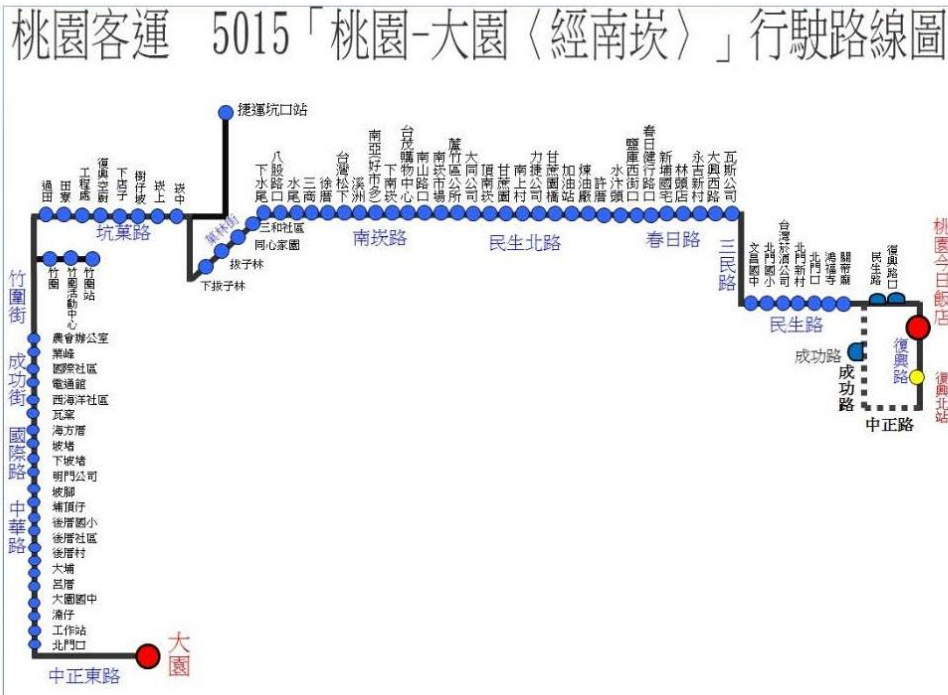 桃園客運 5015「桃園-大園〈經南崁〉」行駛路線圖
捷運坑口站
過田
田寮
工程處
復興空廚
下店子
樹仔坡
崁上
崁中
坑菓路
菓林街
三和社區
同心家園
拔子林
下拔子林
下水尾
八股路口
水尾
三商
徐厝
台灣松下
溪洲
南亞(好市多)
下南崁
台茂購物中心
南山路口
南崁市場
蘆竹區公所
大同公司
頂南崁
甘蔗園
南上村
力捷公司
甘蔗園橋
加油站
煉油廠
許厝
水汴頭
鹽庫西街口
春日健行路口
新埔國宅
林頭店
永吉新村
大興西路
瓦斯公司
南崁路
民生北路
春日路
三民路
文昌國中
北門國小
台灣菸酒公司
北門新村
北門口
鴻福寺
關帝廟
民生路
民生路
復興路口
桃園今日飯店
復興路
復興北站
成功路
成功路
中正路
竹圍
竹圍活動中心
竹圍站
竹圍街
成功街
國際路
中華路
農會辦公室
業峰
國際社區
電通館
西海洋社區
瓦窯
海方厝
坡堵
下坡堵
明門公司
坡腳
埔頂仔
後厝國小
後厝社區
後厝村
大埔
呂厝
大園國中
湳仔
工作站
北門口
中正東路
大園